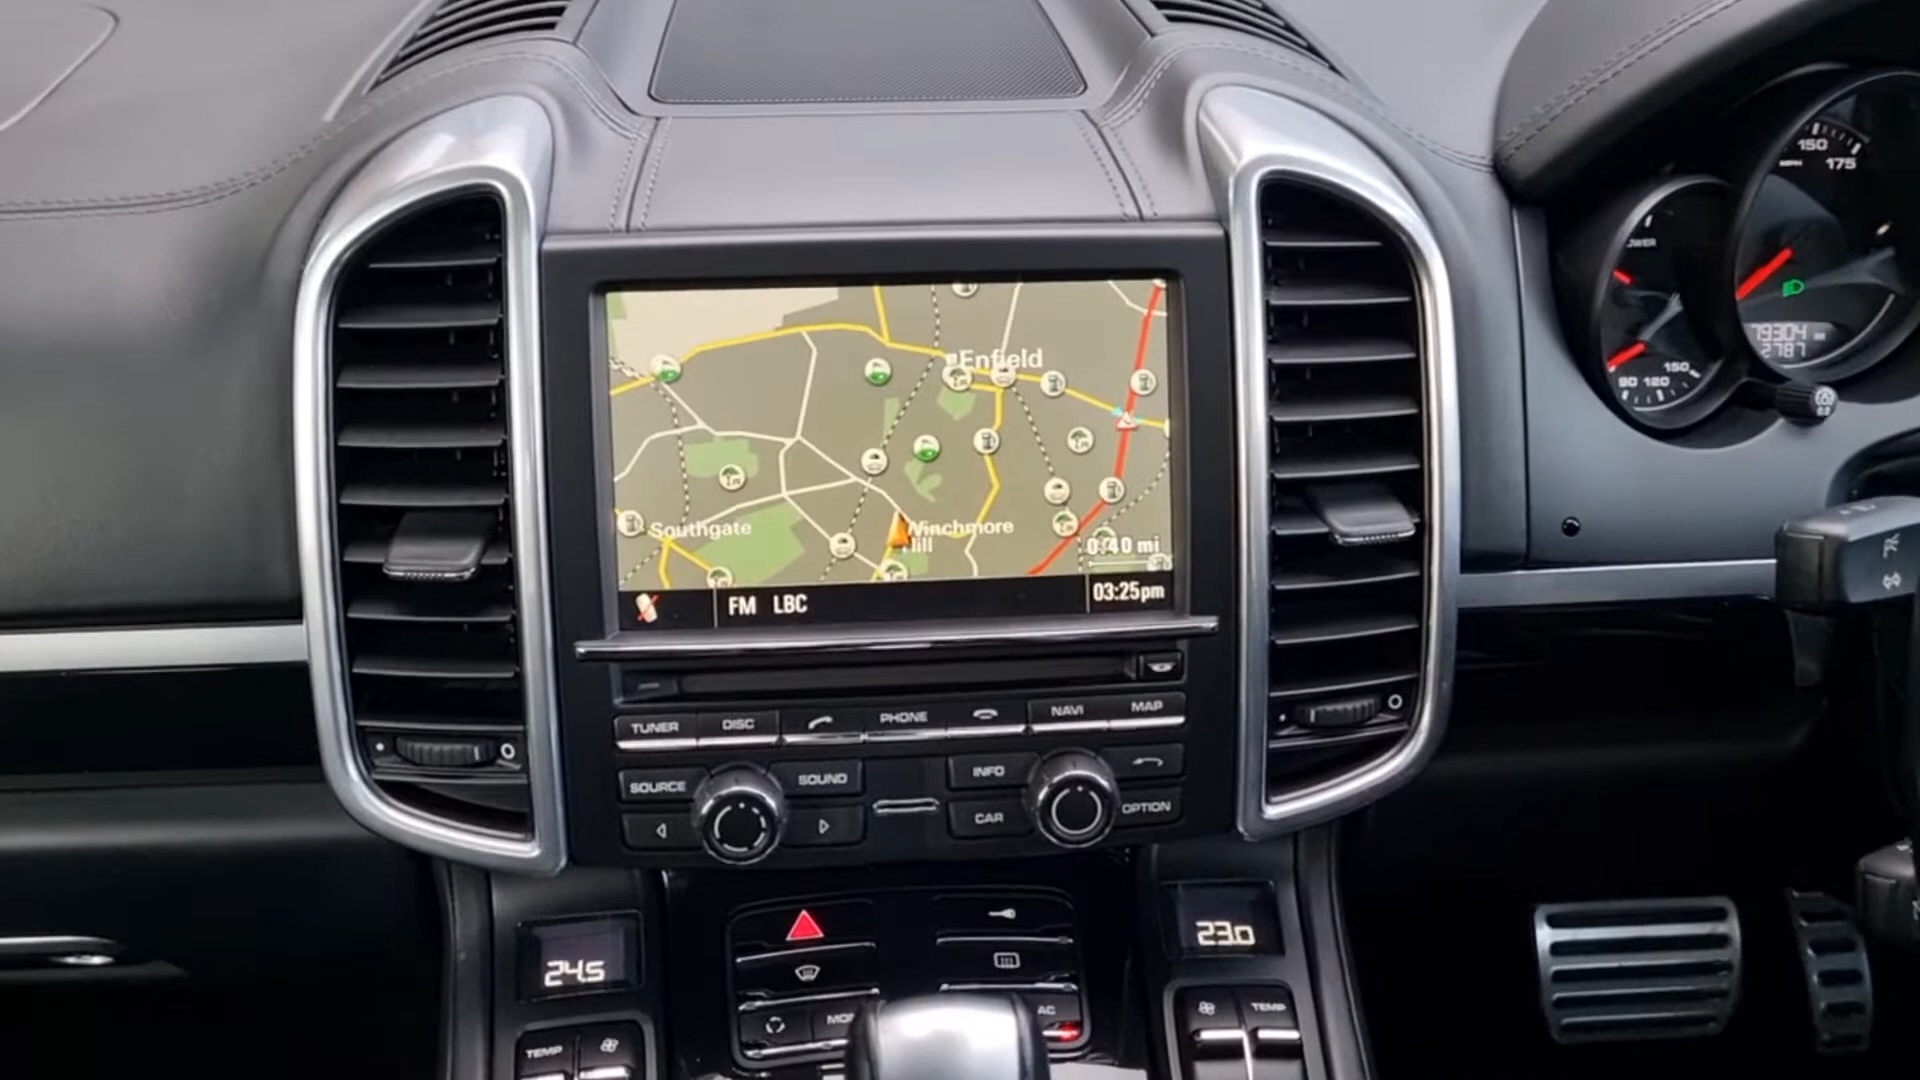 150
MPH
175
79304
2787
150
90 120
Enfield
Southgate
Winchmore
Hill
0.40 mi
FM LBC
03:25pm
TUNER
DISC
PHONE
NAVI
MAP
SOURCE
SOUND
INFO
CAR
OPTION
24.5
23.0
AC
TEMP
TEMP